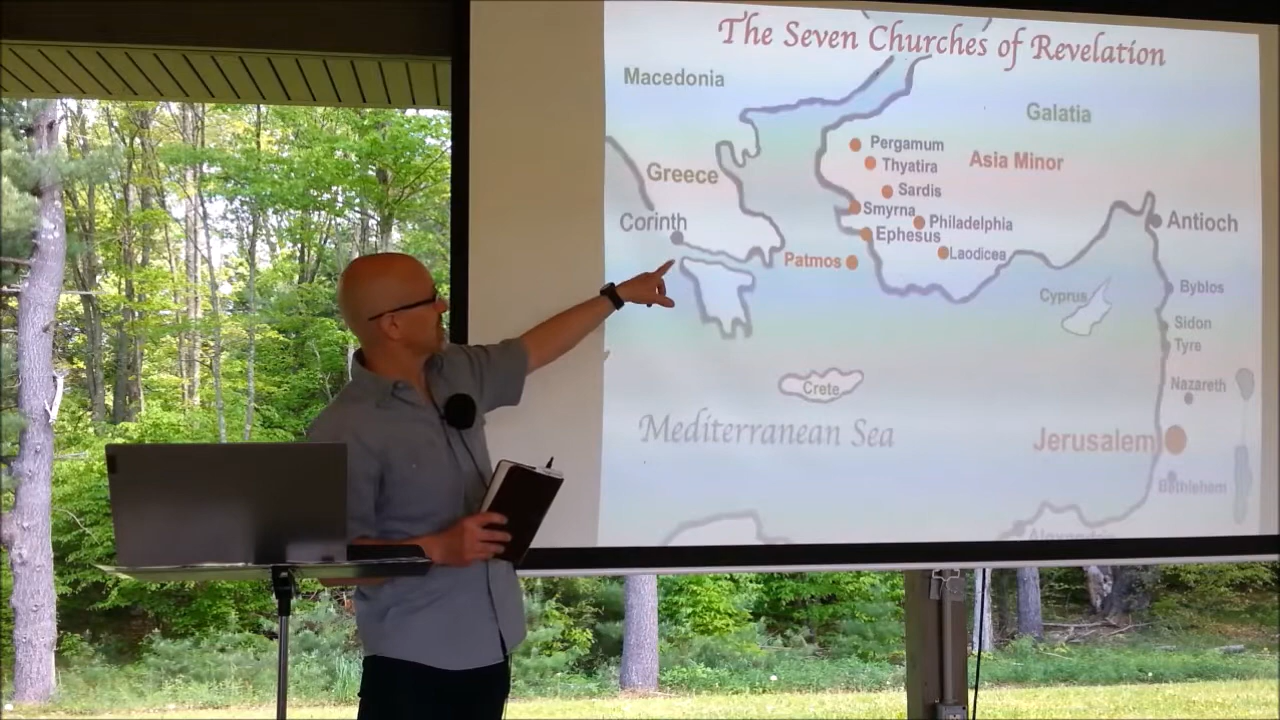 The Seven Churches of Revelation
Macedonia
Galatia
Pergamum
Asia Minor
Thyatira
Greece
Sardis
Smyrna
Corinth
Philadelphia
Antioch
Ephesus
Laodicea
Patmos
Byblos
Cyprus
Sidon
Tyre
Nazareth
Crete
Mediterranean Sea
Jerusalem
Bethlehem
Alexandria